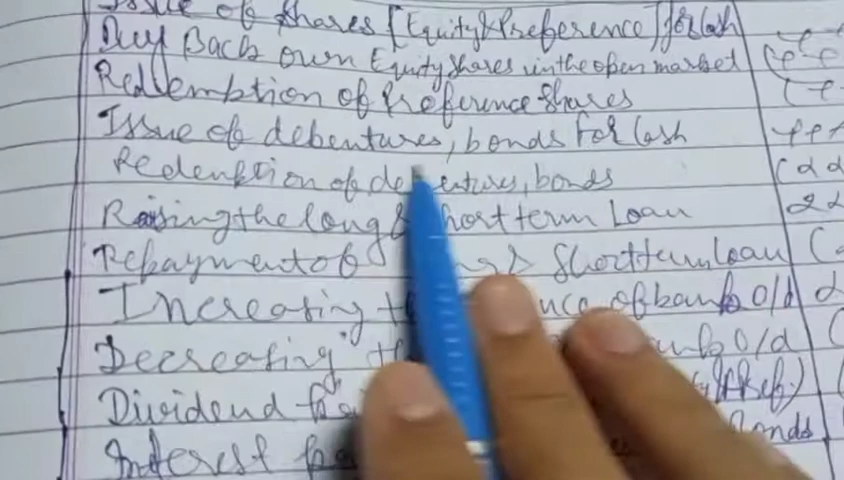 Issue of shares [Equity & Preference] for Cash
Buy Back own Equity shares in the open market
Redemption of Preference Shares
Issue of debentures, bonds for Cash
Redemption of debentures, bonds
Raising the long & short term Loan
Repayment of Short term Loan
Increasing of bank O/d
Decreasing bank O/d
Dividend & Pref.)
Interest bonds